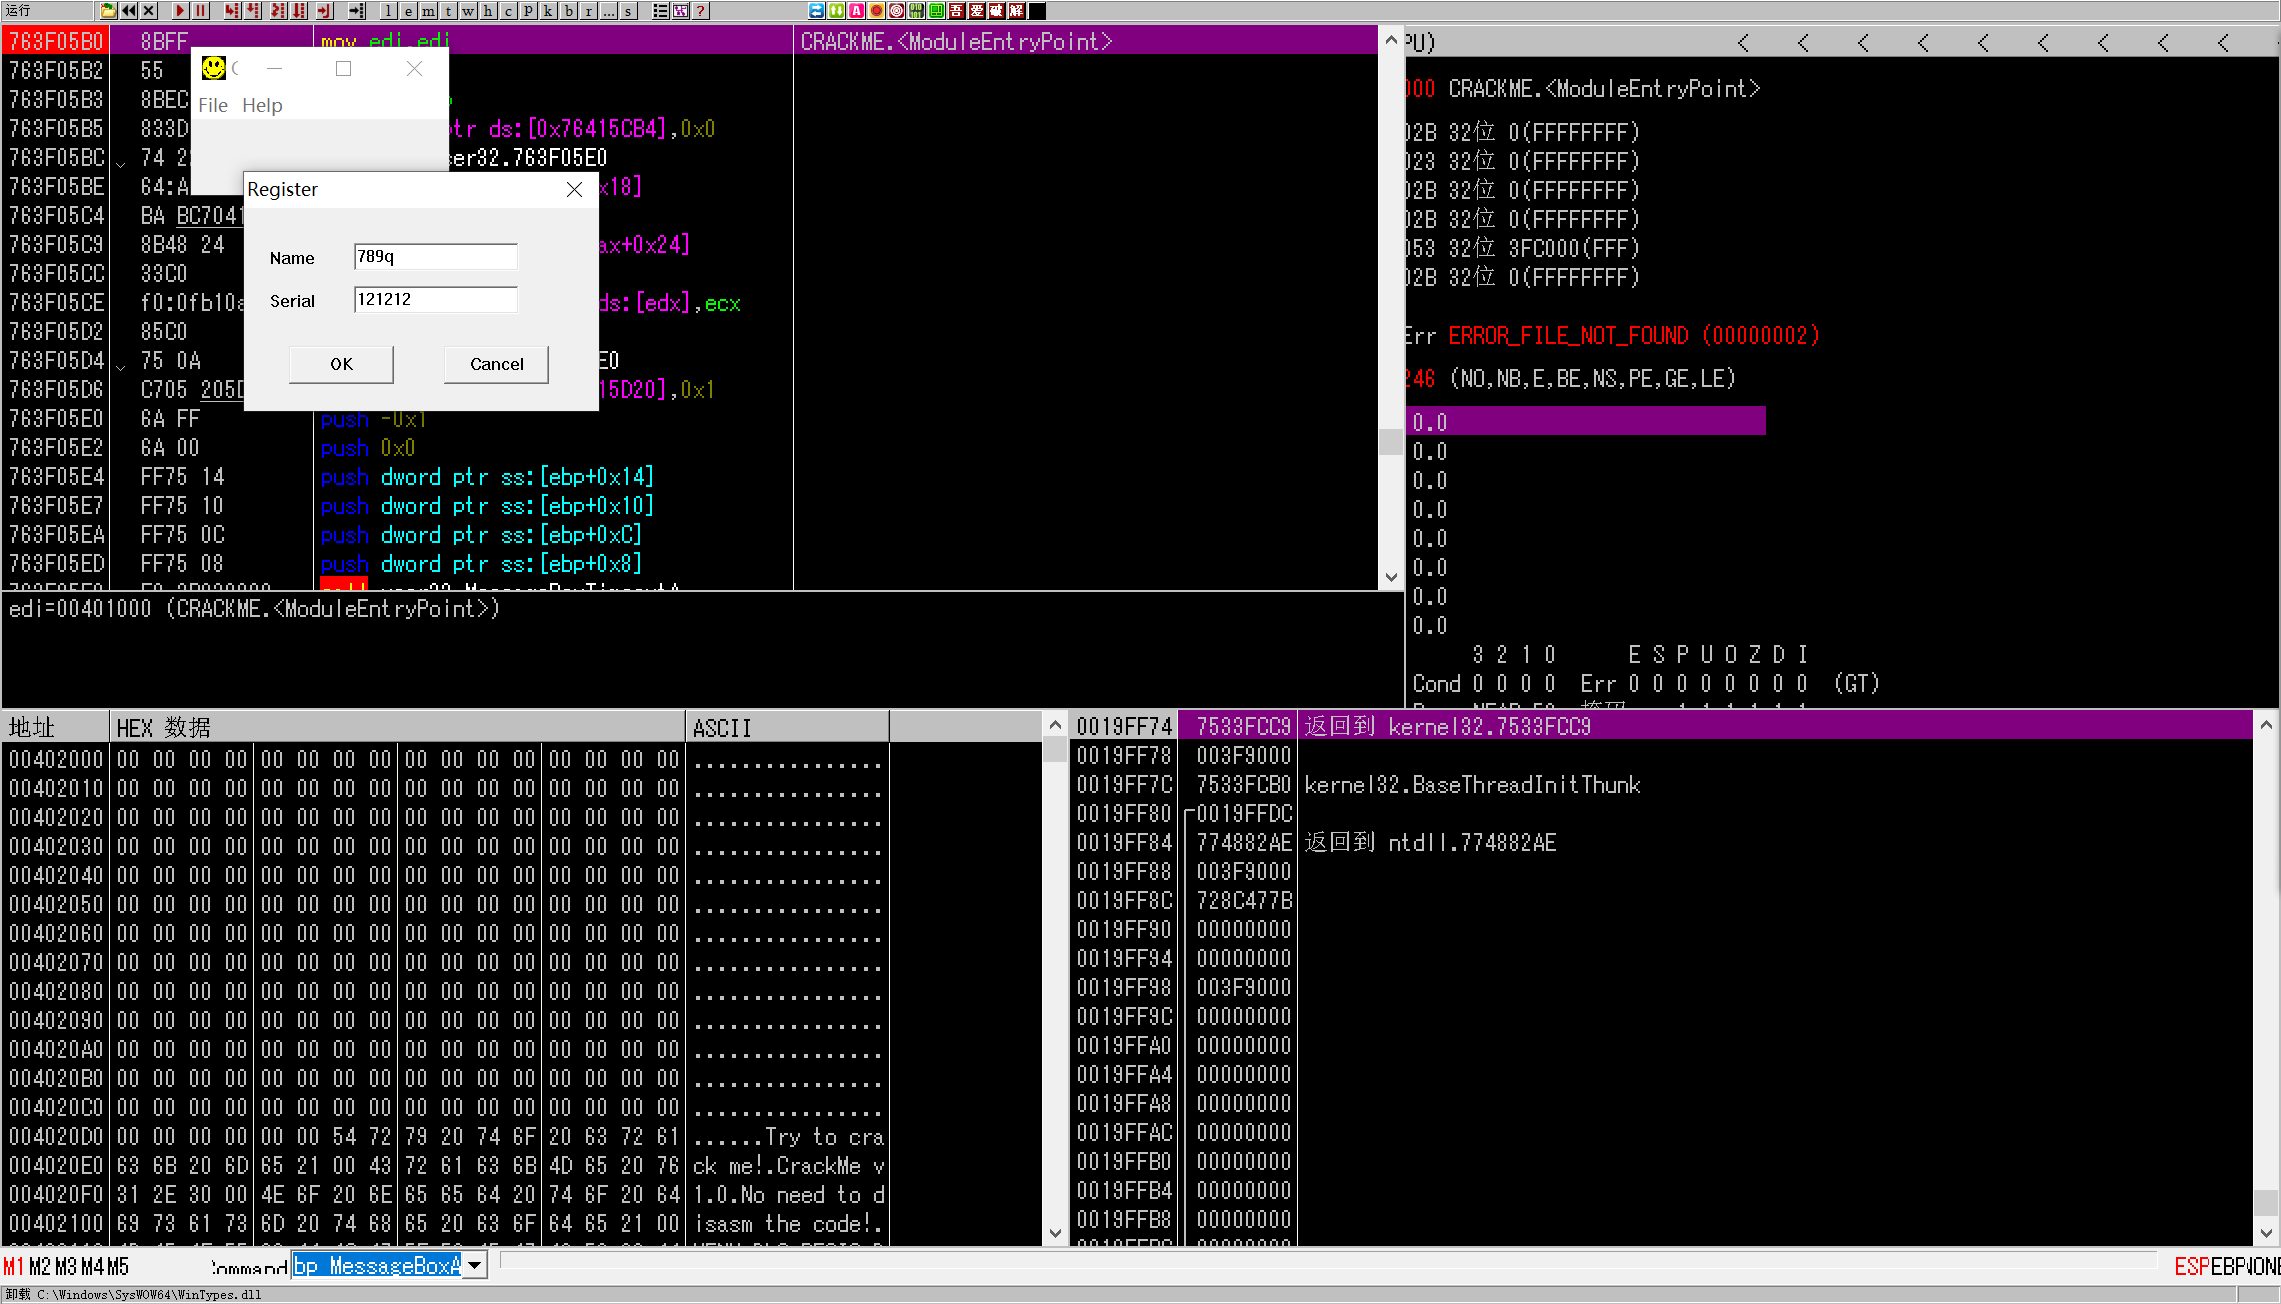 运行
l e m t w h c P k b r ... s
?
吾 爱 破 解
763F05B0 8BFF mov edi,edi CRACKME.<ModuleEntryPoint>
763F05B2 55
763F05B3 8BEC
763F05B5 833D tr ds:[0x76415CB4],0x0
763F05BC 74 2 er32.763F05E0
763F05BE 64:A x18]
763F05C4 BA BC7041
763F05C9 8B48 24 ax+0x24]
763F05CC 33C0
763F05CE f0:0fb10a ds:[edx],ecx
763F05D2 85C0
763F05D4 75 0A E0
763F05D6 C705 205D 15D20],0x1
763F05E0 6A FF push -0x1
763F05E2 6A 00 push 0x0
763F05E4 FF75 14 push dword ptr ss:[ebp+0x14]
763F05E7 FF75 10 push dword ptr ss:[ebp+0x10]
763F05EA FF75 0C push dword ptr ss:[ebp+0xC]
763F05ED FF75 08 push dword ptr ss:[ebp+0x8]
File Help
Register
Name 789q
Serial 121212
OK Cancel
edi=00401000 (CRACKME.<ModuleEntryPoint>)
PU) < < < < < < < < <
000 CRACKME.<ModuleEntryPoint>
02B 32位 0(FFFFFFFF)
023 32位 0(FFFFFFFF)
02B 32位 0(FFFFFFFF)
02B 32位 0(FFFFFFFF)
053 32位 3FC000(FFF)
02B 32位 0(FFFFFFFF)
Err ERROR_FILE_NOT_FOUND (00000002)
246 (NO,NB,E,BE,NS,PE,GE,LE)
0.0
0.0
0.0
0.0
0.0
0.0
0.0
0.0
3 2 1 0 E S P U O Z D I
Cond 0 0 0 0 Err 0 0 0 0 0 0 0 0 (GT)
地址 HEX 数据 ASCII
00402000 00 00 00 00 00 00 00 00 00 00 00 00 00 00 00 00 ................
00402010 00 00 00 00 00 00 00 00 00 00 00 00 00 00 00 00 ................
00402020 00 00 00 00 00 00 00 00 00 00 00 00 00 00 00 00 ................
00402030 00 00 00 00 00 00 00 00 00 00 00 00 00 00 00 00 ................
00402040 00 00 00 00 00 00 00 00 00 00 00 00 00 00 00 00 ................
00402050 00 00 00 00 00 00 00 00 00 00 00 00 00 00 00 00 ................
00402060 00 00 00 00 00 00 00 00 00 00 00 00 00 00 00 00 ................
00402070 00 00 00 00 00 00 00 00 00 00 00 00 00 00 00 00 ................
00402080 00 00 00 00 00 00 00 00 00 00 00 00 00 00 00 00 ................
00402090 00 00 00 00 00 00 00 00 00 00 00 00 00 00 00 00 ................
004020A0 00 00 00 00 00 00 00 00 00 00 00 00 00 00 00 00 ................
004020B0 00 00 00 00 00 00 00 00 00 00 00 00 00 00 00 00 ................
004020C0 00 00 00 00 00 00 00 00 00 00 00 00 00 00 00 00 ................
004020D0 00 00 00 00 00 00 54 72 79 20 74 6F 20 63 72 61 ......Try to cra
004020E0 63 6B 20 6D 65 21 00 43 72 61 63 6B 4D 65 20 76 ck me!.CrackMe v
004020F0 31 2E 30 00 4E 6F 20 6E 65 65 64 20 74 6F 20 64 1.0.No need to d
00402100 69 73 61 73 6D 20 74 68 65 20 63 6F 64 65 21 00 isasm the code!.
0019FF74 7533FCC9 返回到 kernel32.7533FCC9
0019FF78 003F9000
0019FF7C 7533FCB0 kernel32.BaseThreadInitThunk
0019FF80 0019FFDC
0019FF84 774882AE 返回到 ntdll.774882AE
0019FF88 003F9000
0019FF8C 728C477B
0019FF90 00000000
0019FF94 00000000
0019FF98 003F9000
0019FF9C 00000000
0019FFA0 00000000
0019FFA4 00000000
0019FFA8 00000000
0019FFAC 00000000
0019FFB0 00000000
0019FFB4 00000000
0019FFB8 00000000
M1 M2 M3 M4 M5 Command bp MessageBoxA ESP EBP NONE
卸载 C:\Windows\SysWOW64\WinTypes.dll